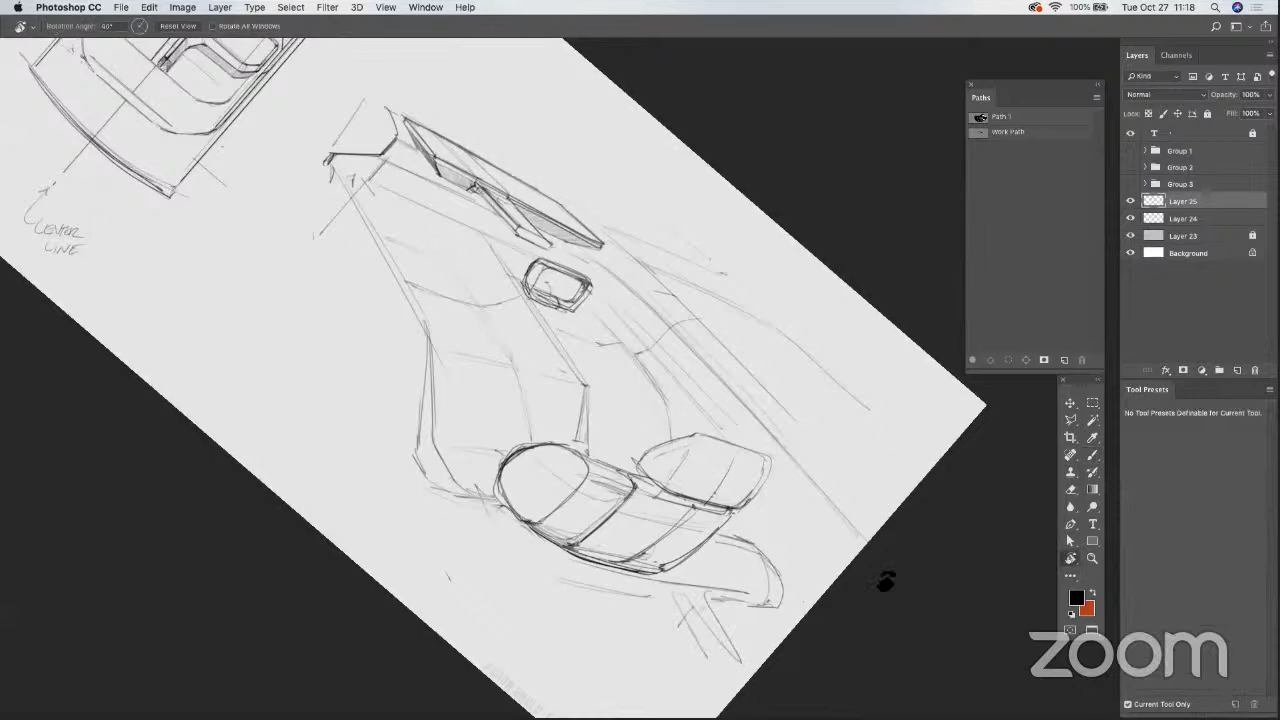 Photoshop CC File Edit Image Layer Type Select Filter 3D View Window Help
100% Tue Oct 27 11:18
Rotation Angle: Reset View Rotate All Windows
Layers Channels
Kind
Normal Opacity: 100%
Lock: Fill: 100%
Group 1
Group 2
Group 3
Layer 25
Layer 24
Layer 23
Background
Paths
Path 1
Work Path
Tool Presets
No Tool Presets Definable for Current Tool.
Current Tool Only
LINE
zoom